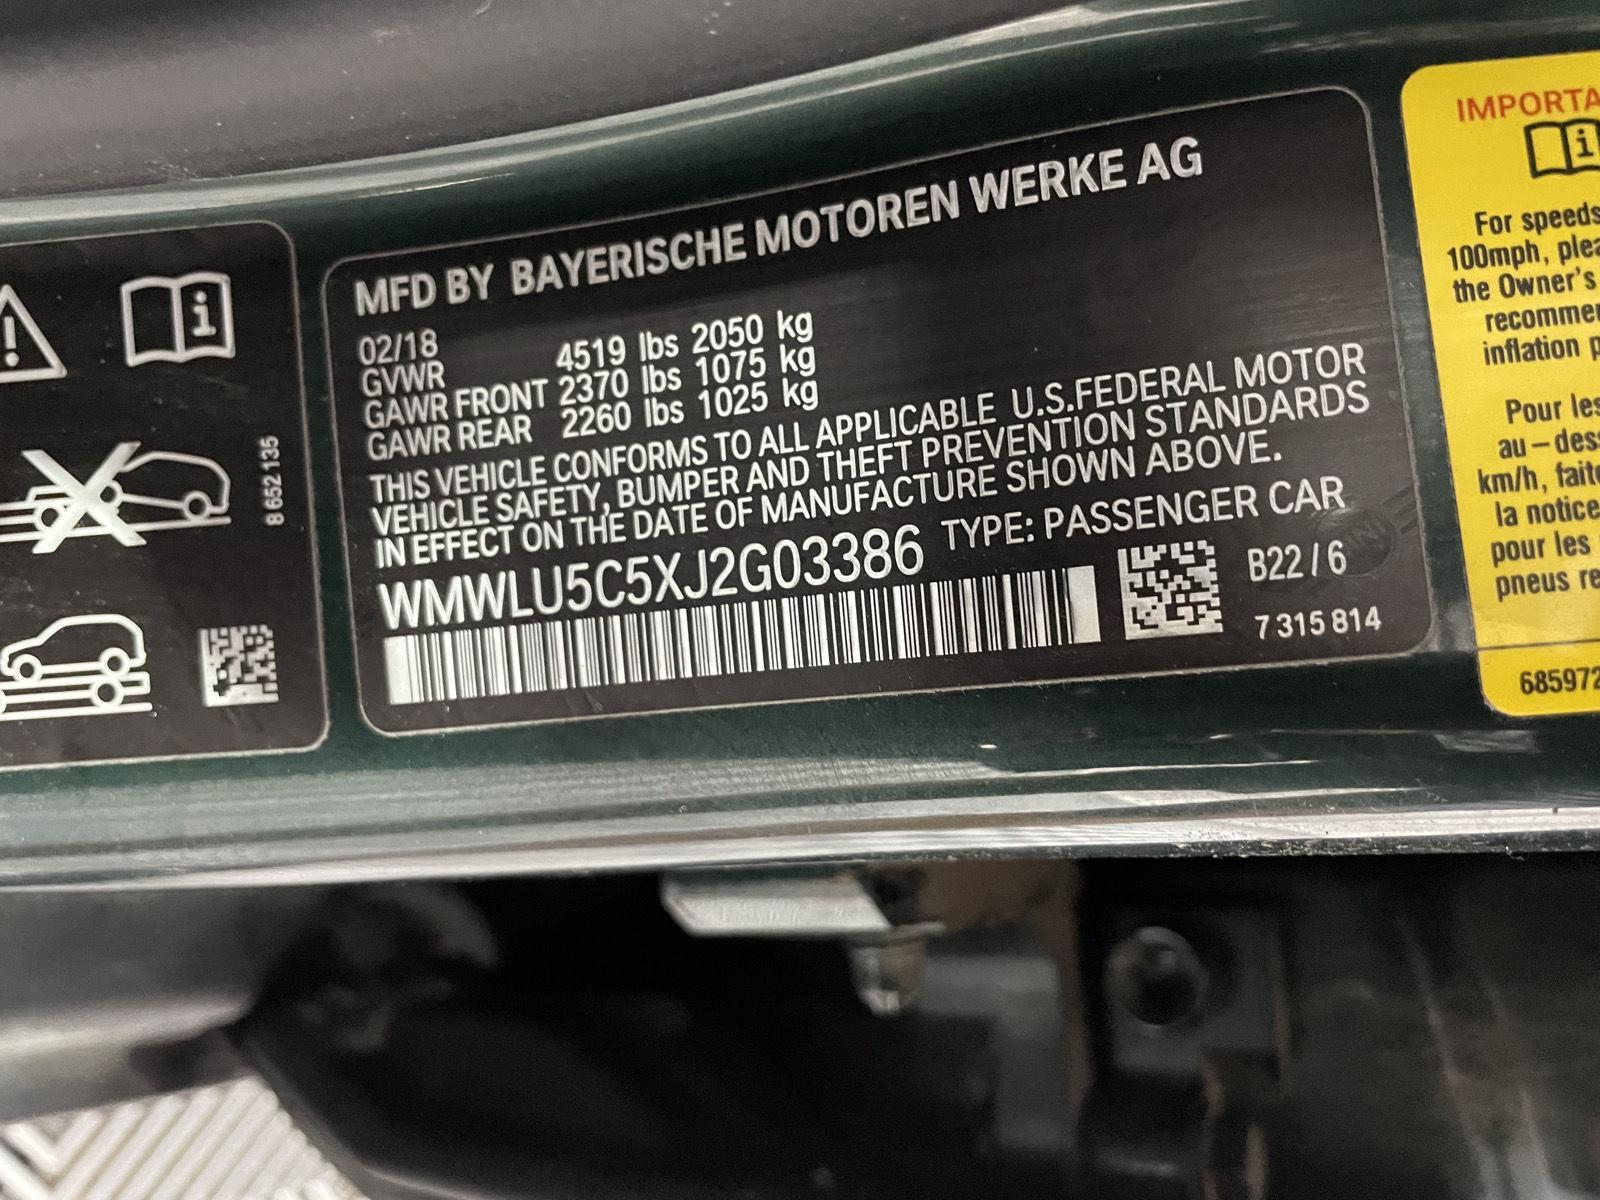 MFD BY BAYERISCHE MOTOREN WERKE AG
02/18
GVWR 4519 lbs 2050 kg
GAWR FRONT 2370 lbs 1075 kg
GAWR REAR 2260 lbs 1025 kg
THIS VEHICLE CONFORMS TO ALL APPLICABLE U.S.FEDERAL MOTOR
VEHICLE SAFETY, BUMPER AND THEFT PREVENTION STANDARDS
IN EFFECT ON THE DATE OF MANUFACTURE SHOWN ABOVE.
WMWLU5C5XJ2G03386 TYPE: PASSENGER CAR
B22/6
7 315 814
8 652 135
IMPORTA
For speeds
100mph, plea
the Owner's
recommen
inflation p
Pour les
au-dess
km/h, faite
la notice
pour les
pneus re
685972